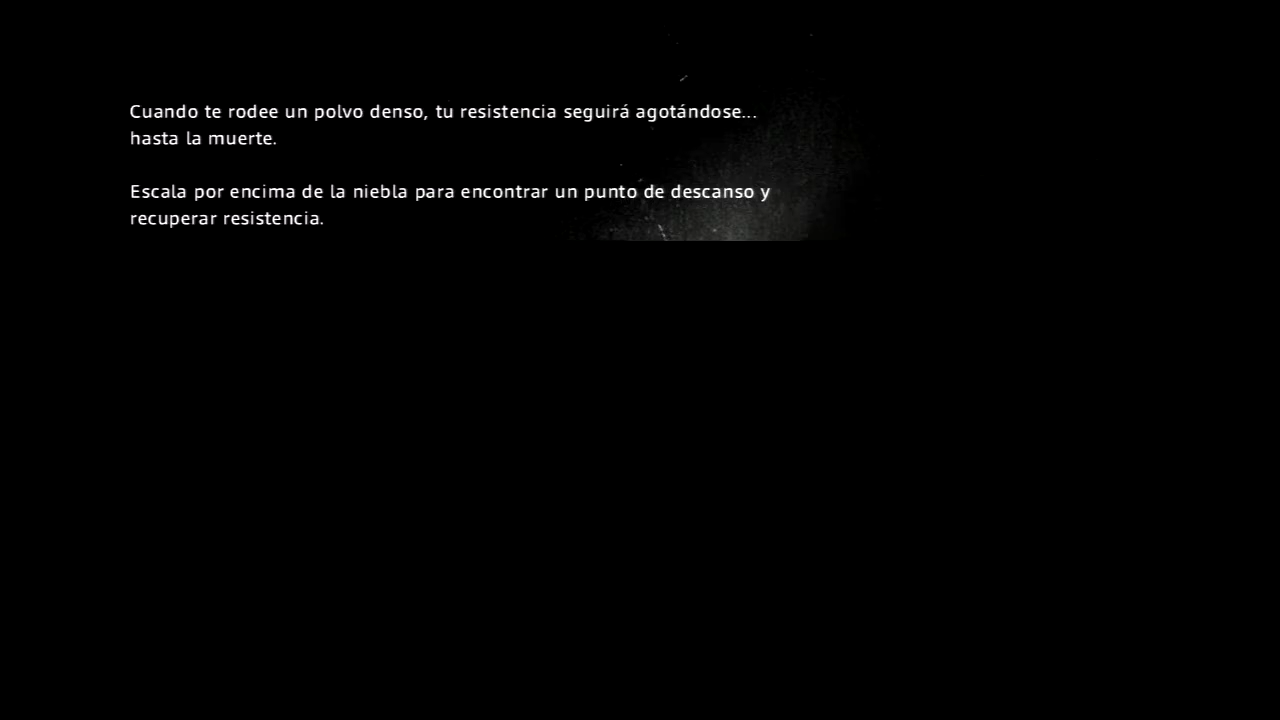 Cuando te rodee un polvo denso, tu resistencia seguirá agotándose...
hasta la muerte.
Escala por encima de la niebla para encontrar un punto de descanso y
recuperar resistencia.